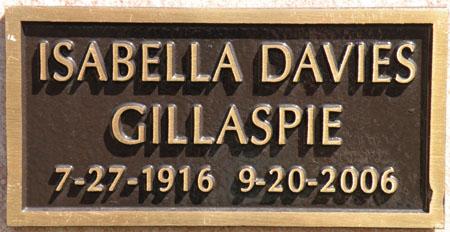 ISABELLA DAVIES
GILLASPIE
7-27-1916 9-20-2006